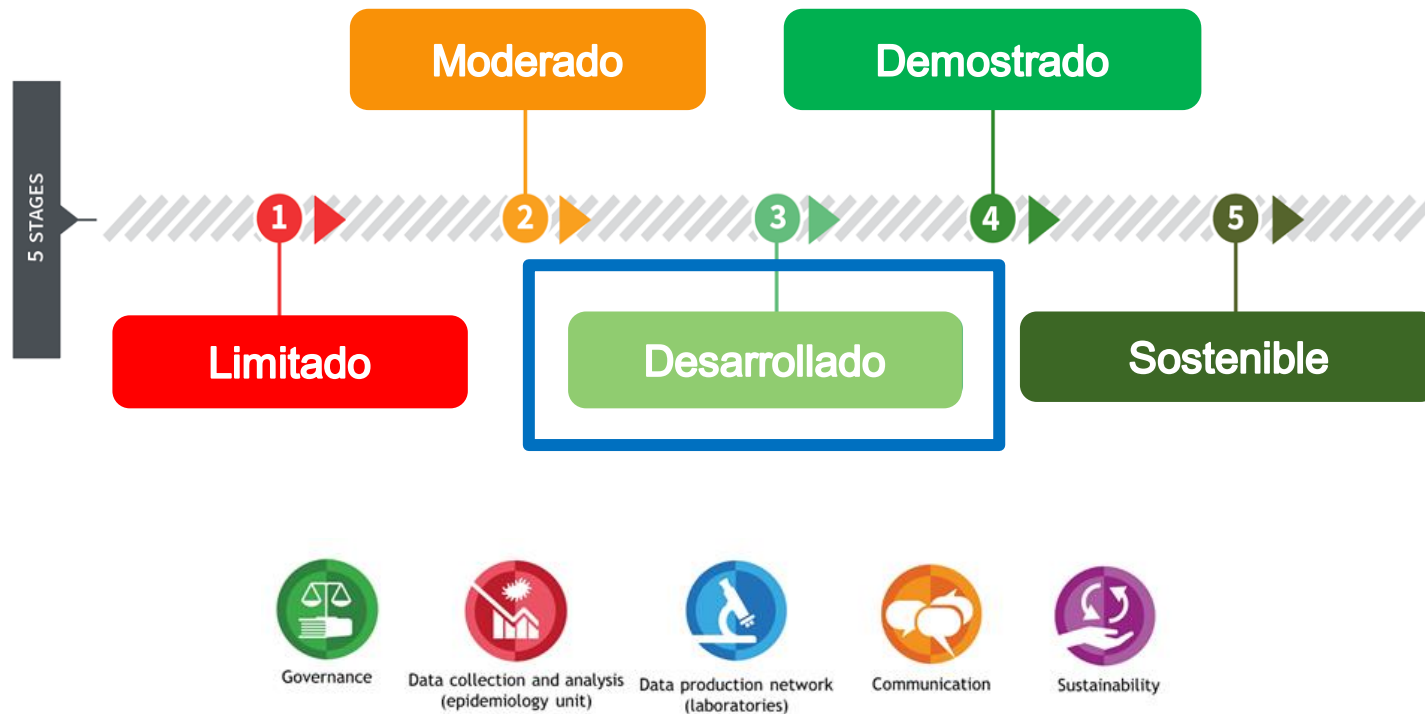 Moderado
Demostrado
5 STAGES
1
2
3
4
5
Limitado
Desarrollado
Sostenible
Governance
Data collection and analysis
(epidemiology unit)
Data production network
(laboratories)
Communication
Sustainability